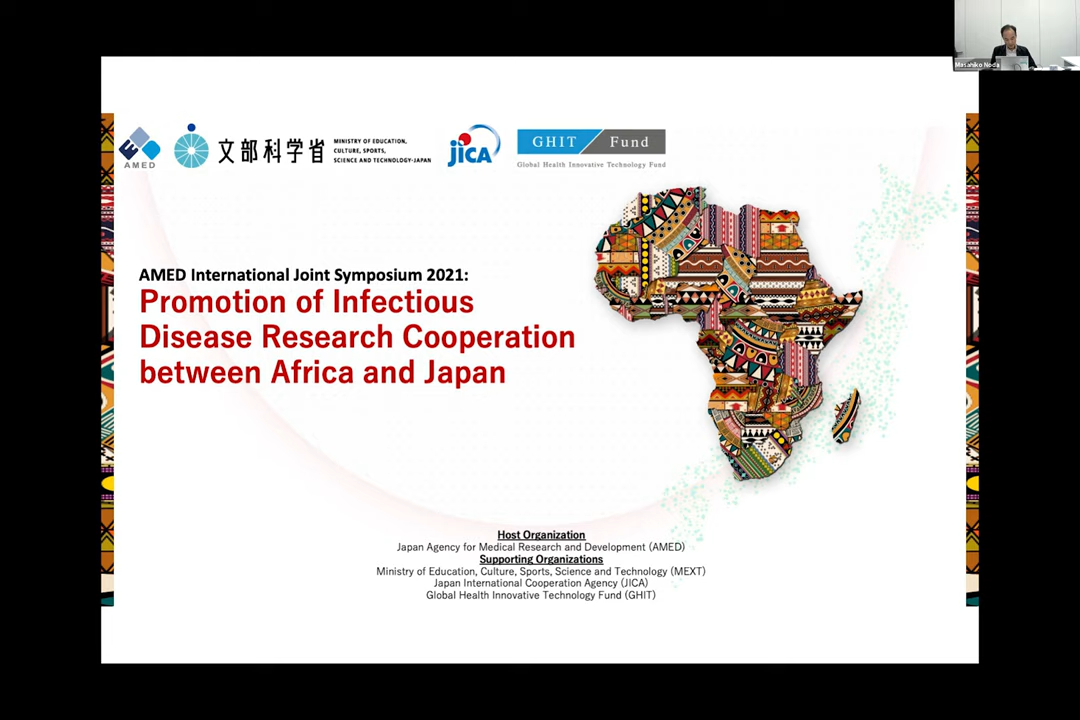 Masahiko Noda
AMED
文部科学省
MINISTRY OF EDUCATION,
CULTURE, SPORTS,
SCIENCE AND TECHNOLOGY-JAPAN
jICA
GHIT Fund
Global Health Innovative Technology Fund
AMED International Joint Symposium 2021:
Promotion of Infectious
Disease Research Cooperation
between Africa and Japan
Host Organization
Japan Agency for Medical Research and Development (AMED)
Supporting Organizations
Ministry of Education, Culture, Sports, Science and Technology (MEXT)
Japan International Cooperation Agency (JICA)
Global Health Innovative Technology Fund (GHIT)